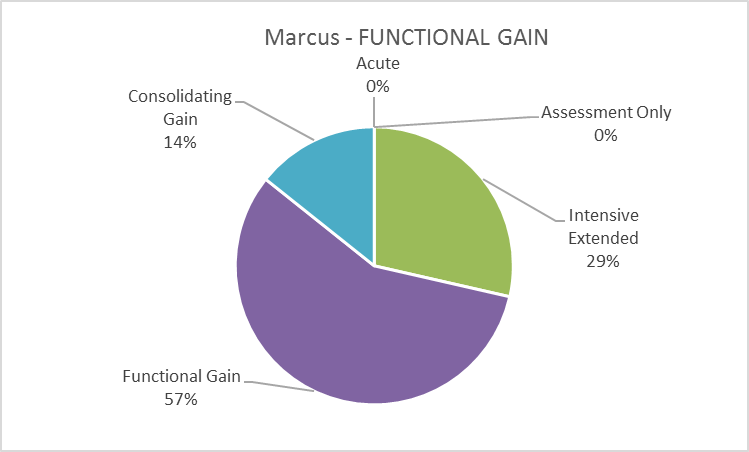 Marcus - FUNCTIONAL GAIN
Acute
0%
Consolidating
Gain
14%
Assessment Only
0%
Intensive
Extended
29%
Functional Gain
57%